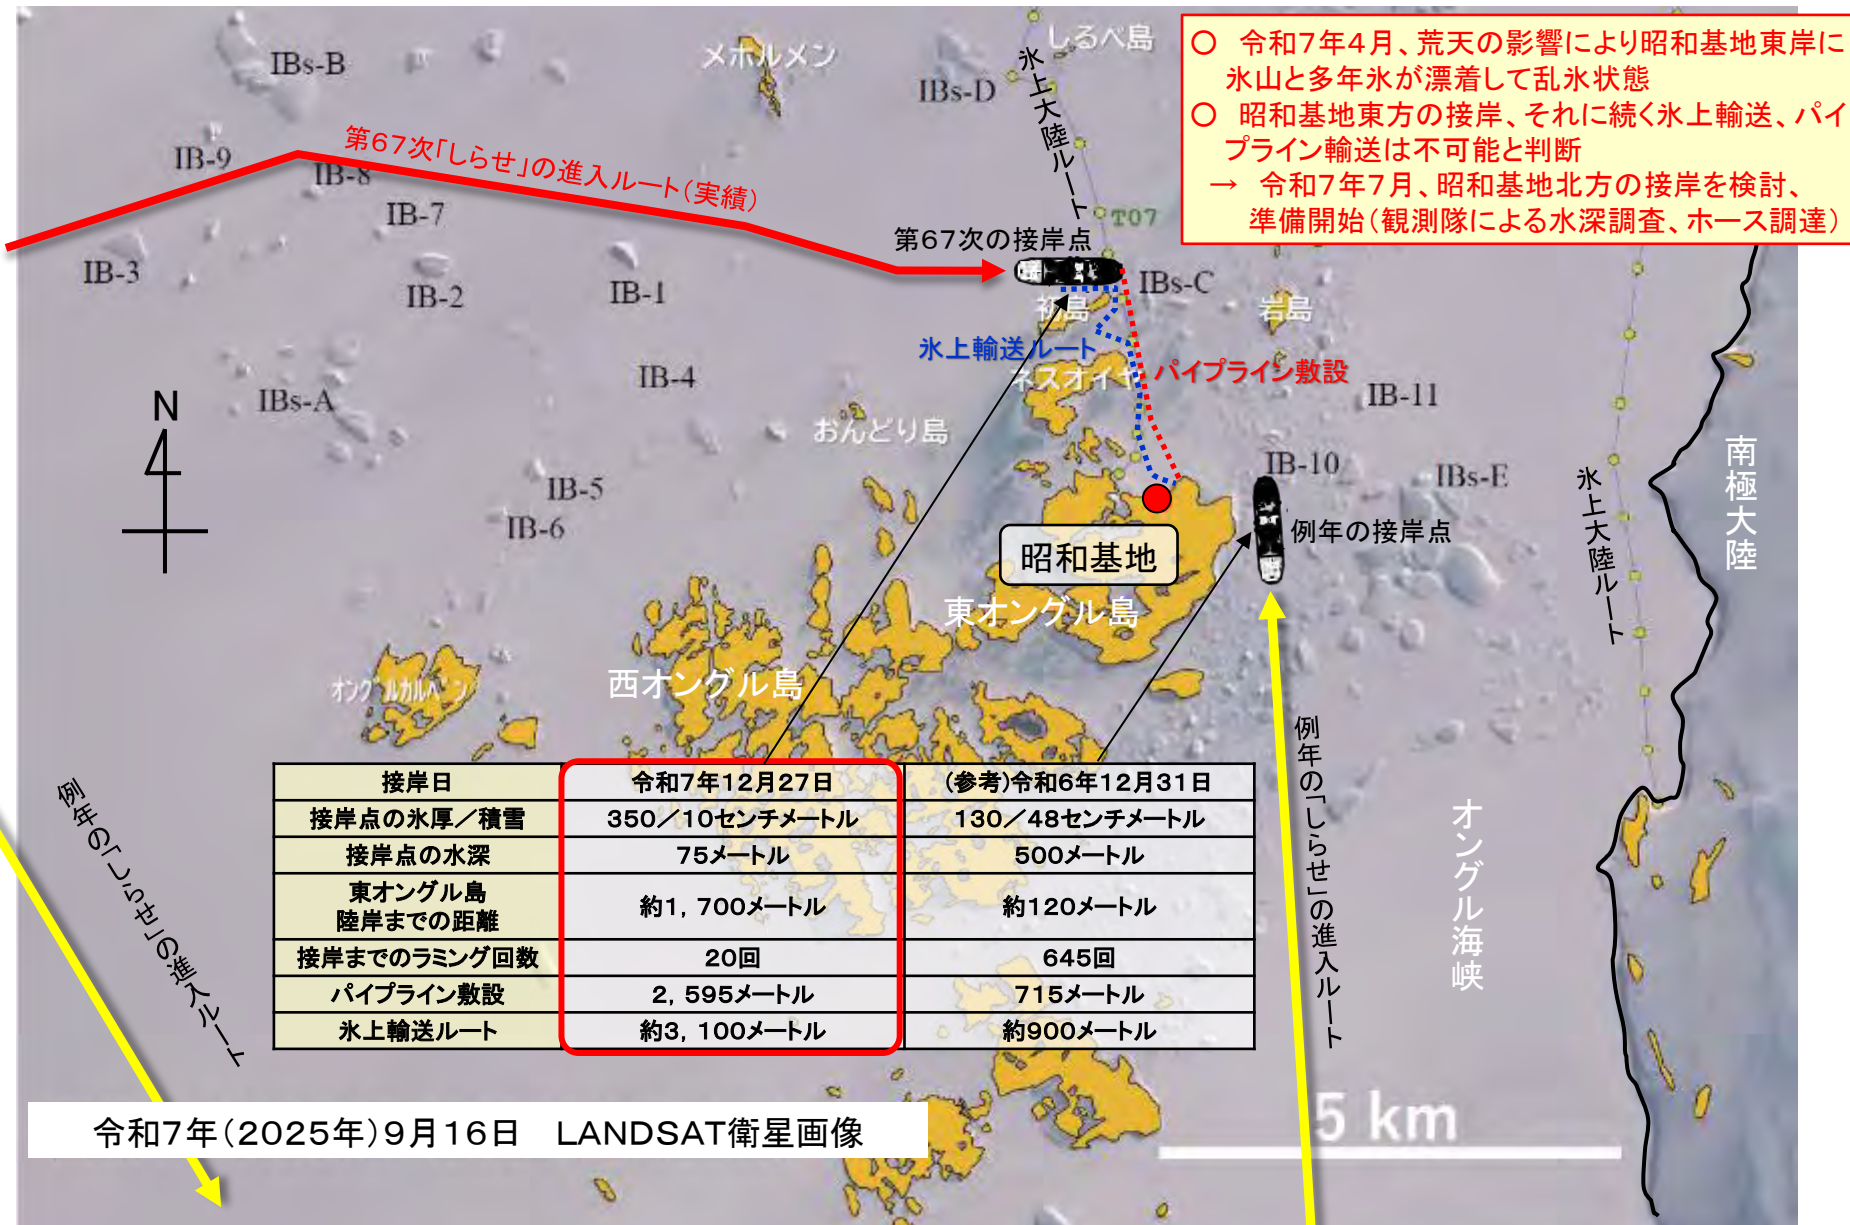 ○　令和7年4月、荒天の影響により昭和基地東岸に
氷山と多年氷が漂着して乱氷状態
○　昭和基地東方の接岸、それに続く氷上輸送、パイ
プライン輸送は不可能と判断
→　令和7年7月、昭和基地北方の接岸を検討、
準備開始（観測隊による水深調査、ホース調達）
IBs-B
メホルメン
しるべ島
IBs-D
氷上大陸ルート
IB-9
第67次「しらせ」の進入ルート（実績）
IB-8
IB-7
T07
第67次の接岸点
IB-3
IB-2
IB-1
IBs-C
初島
岩島
氷上輸送ルート
ネスオイヤ
パイプライン敷設
IB-4
IB-11
N
IBs-A
おんどり島
IB-5
IB-6
IB-10
IBs-E
例年の接岸点
昭和基地
東オングル島
西オングル島
オングルカルベン
氷上大陸ルート
南極大陸
オングル海峡
例年の「しらせ」の進入ルート
例年の「しらせ」の進入ルート
接岸日　令和7年12月27日　(参考)令和6年12月31日
接岸点の氷厚／積雪　350／10センチメートル　130／48センチメートル
接岸点の水深　75メートル　500メートル
東オングル島
陸岸までの距離　約1，700メートル　約120メートル
接岸までのラミング回数　20回　645回
パイプライン敷設　2，595メートル　715メートル
氷上輸送ルート　約3，100メートル　約900メートル
令和7年（2025年）9月16日　LANDSAT衛星画像
5 km